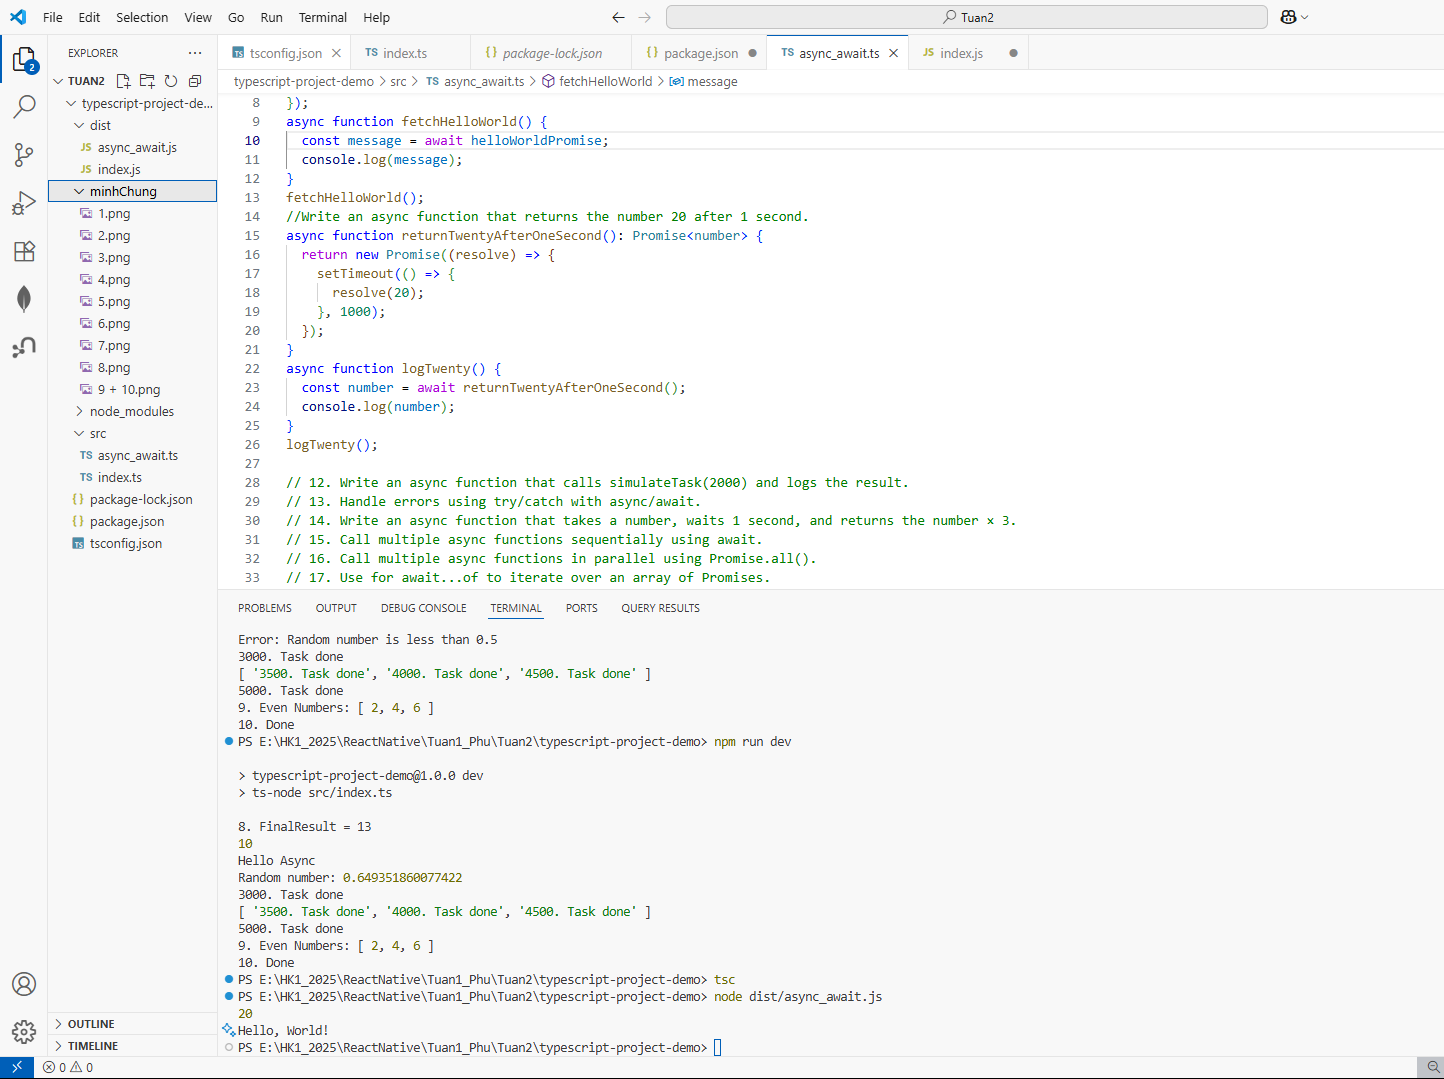 File Edit Selection View Go Run Terminal Help
Tuan2
EXPLORER
TUAN2
typescript-project-de...
dist
JS async_await.js
JS index.js
minhChung
1.png
2.png
3.png
4.png
5.png
6.png
7.png
8.png
9 + 10.png
node_modules
src
TS async_await.ts
TS index.ts
{} package-lock.json
{} package.json
TS tsconfig.json
OUTLINE
TIMELINE
2
TS tsconfig.json
TS index.ts
{} package-lock.json
{} package.json
TS async_await.ts
JS index.js
typescript-project-demo > src > TS async_await.ts > fetchHelloWorld > message
8 });
9 async function fetchHelloWorld() {
10 const message = await helloWorldPromise;
11 console.log(message);
12 }
13 fetchHelloWorld();
14 //Write an async function that returns the number 20 after 1 second.
15 async function returnTwentyAfterOneSecond(): Promise<number> {
16 return new Promise((resolve) => {
17 setTimeout(() => {
18 resolve(20);
19 }, 1000);
20 });
21 }
22 async function logTwenty() {
23 const number = await returnTwentyAfterOneSecond();
24 console.log(number);
25 }
26 logTwenty();
27
28 // 12. Write an async function that calls simulateTask(2000) and logs the result.
29 // 13. Handle errors using try/catch with async/await.
30 // 14. Write an async function that takes a number, waits 1 second, and returns the number × 3.
31 // 15. Call multiple async functions sequentially using await.
32 // 16. Call multiple async functions in parallel using Promise.all().
33 // 17. Use for await...of to iterate over an array of Promises.
PROBLEMS OUTPUT DEBUG CONSOLE TERMINAL PORTS QUERY RESULTS
Error: Random number is less than 0.5
3000. Task done
[ '3500. Task done', '4000. Task done', '4500. Task done' ]
5000. Task done
9. Even Numbers: [ 2, 4, 6 ]
10. Done
PS E:\HK1_2025\ReactNative\Tuan1_Phu\Tuan2\typescript-project-demo> npm run dev
> typescript-project-demo@1.0.0 dev
> ts-node src/index.ts
8. FinalResult = 13
10
Hello Async
Random number: 0.649351860077422
3000. Task done
[ '3500. Task done', '4000. Task done', '4500. Task done' ]
5000. Task done
9. Even Numbers: [ 2, 4, 6 ]
10. Done
PS E:\HK1_2025\ReactNative\Tuan1_Phu\Tuan2\typescript-project-demo> tsc
PS E:\HK1_2025\ReactNative\Tuan1_Phu\Tuan2\typescript-project-demo> node dist/async_await.js
20
Hello, World!
PS E:\HK1_2025\ReactNative\Tuan1_Phu\Tuan2\typescript-project-demo>
0 0